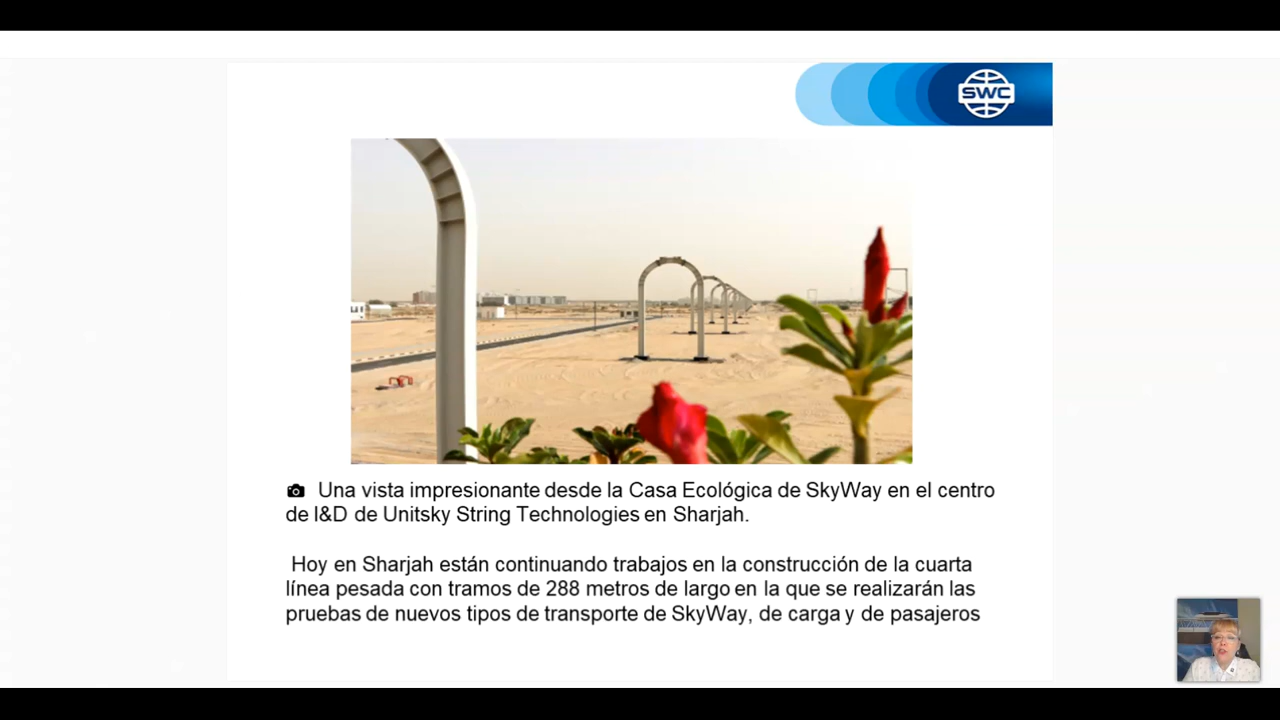 SWC
Una vista impresionante desde la Casa Ecológica de SkyWay en el centro
de I&D de Unitsky String Technologies en Sharjah.
Hoy en Sharjah están continuando trabajos en la construcción de la cuarta
línea pesada con tramos de 288 metros de largo en la que se realizarán las
pruebas de nuevos tipos de transporte de SkyWay, de carga y de pasajeros